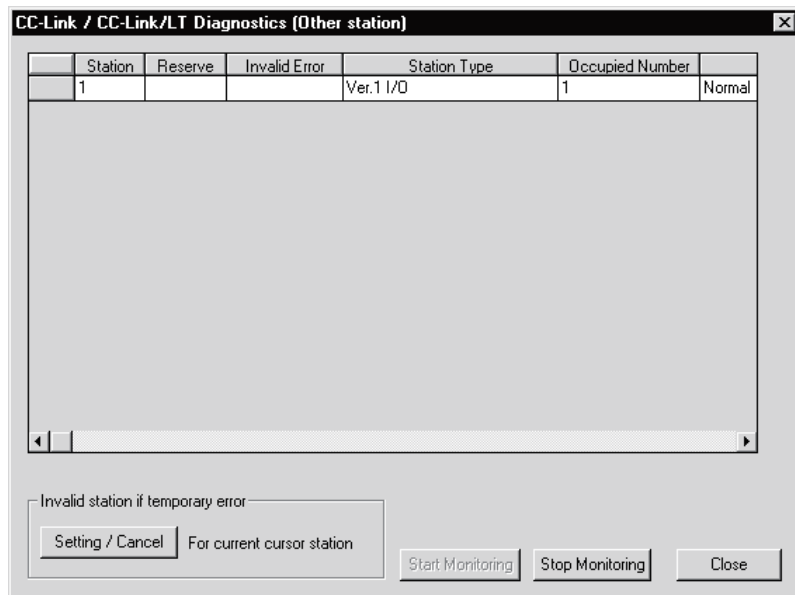 CC-Link / CC-Link/LT Diagnostics (Other station)
Station Reserve Invalid Error Station Type Occupied Number
1 Ver.1 I/O 1 Normal
Invalid station if temporary error
Setting / Cancel For current cursor station
Start Monitoring Stop Monitoring Close